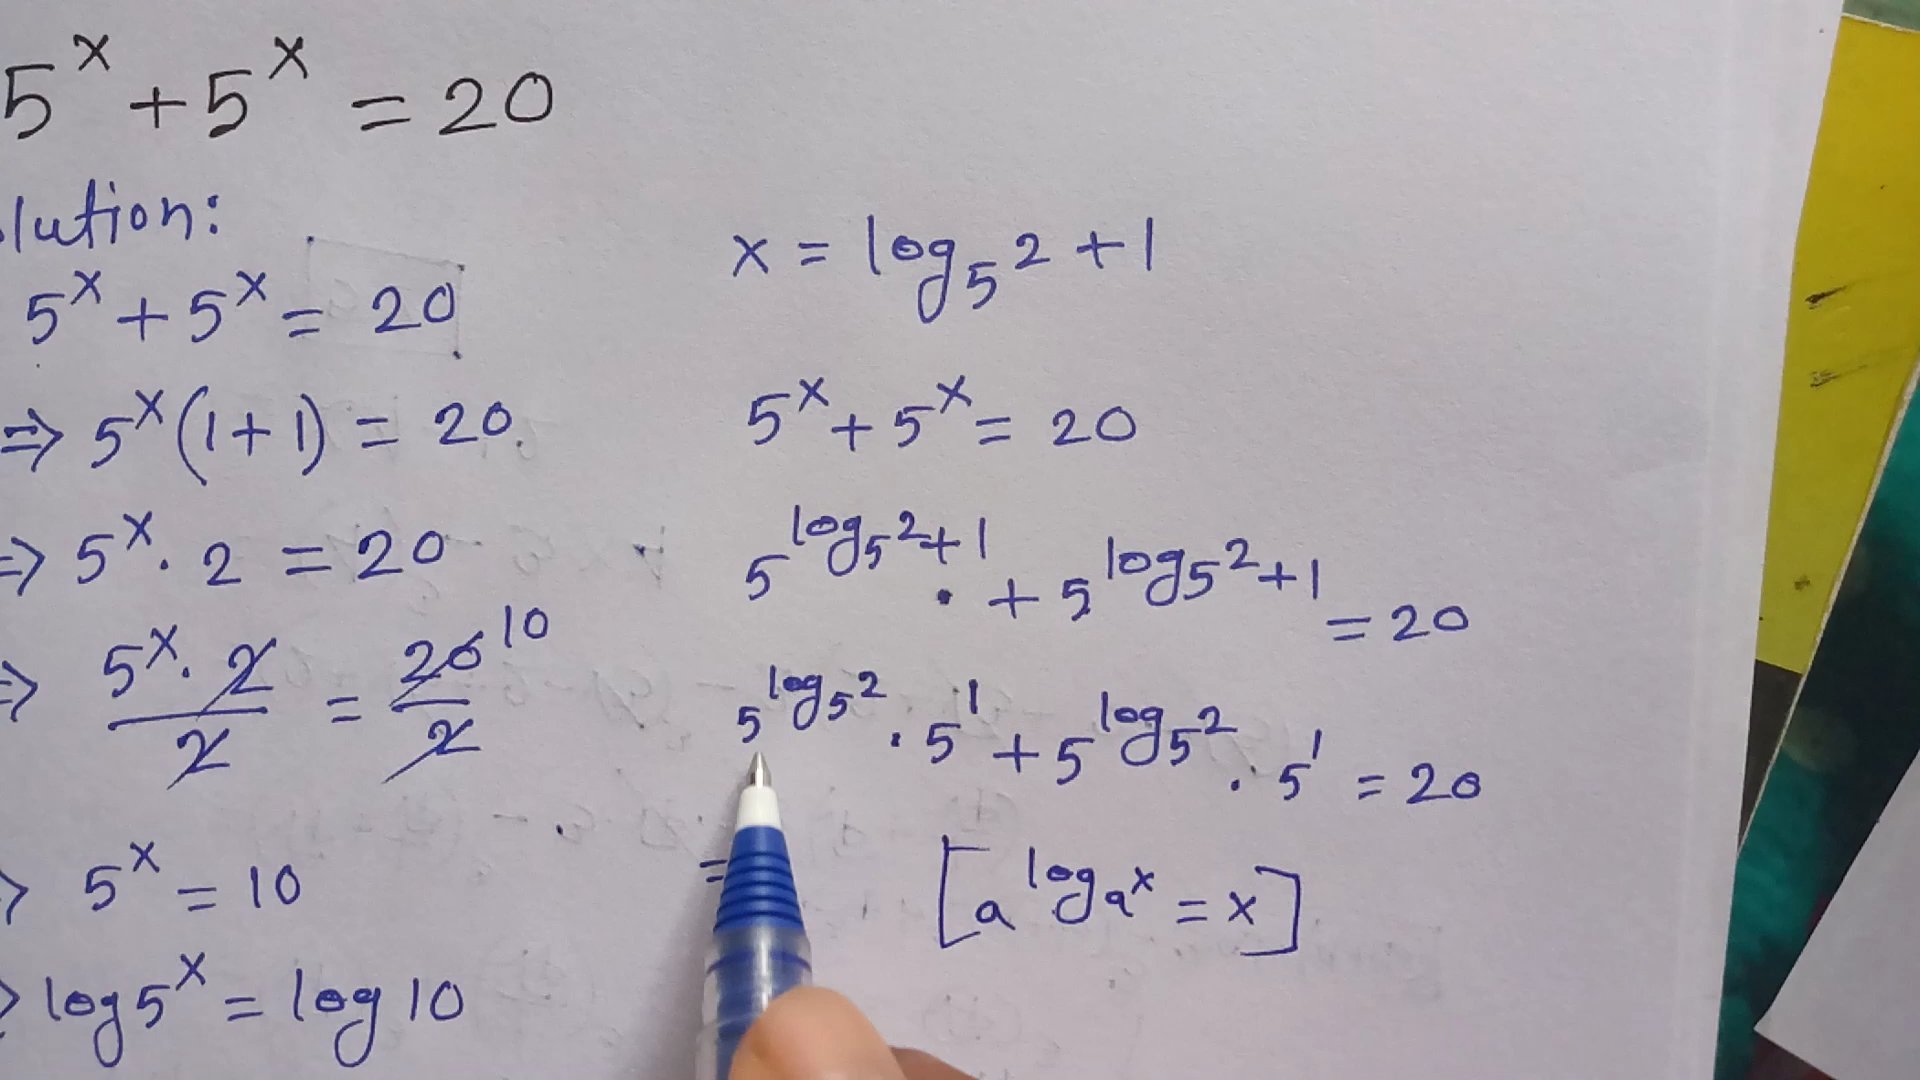 5^x + 5^x = 20
lution:
5^x + 5^x = 20
⇒ 5^x (1 + 1) = 20
⇒ 5^x . 2 = 20
⇒ 5^x . 2 / 2 = 20 / 2 10
⇒ 5^x = 10
⇒ log 5^x = log 10
x = log_5 2 + 1
5^x + 5^x = 20
5^(log_5 2 + 1) + 5^(log_5 2 + 1) = 20
5^(log_5 2) . 5^1 + 5^(log_5 2) . 5^1 = 20
= [a^(log_a x) = x]